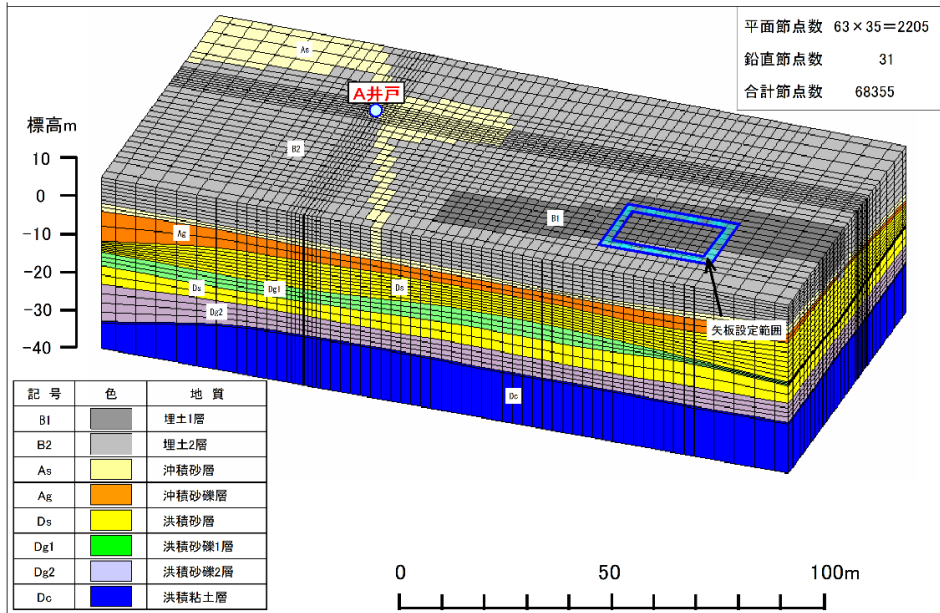 平面節点数 63×35=2205
鉛直節点数 31
合計節点数 68355
As
A井戸
標高m
10
0
-10
-20
-30
-40
B2
B1
Ag
Ds
Dg1
Ds
Dg2
Dc
矢板設定範囲
記号 色 地質
B1 埋土1層
B2 埋土2層
As 沖積砂層
Ag 沖積砂礫層
Ds 洪積砂層
Dg1 洪積砂礫1層
Dg2 洪積砂礫2層
Dc 洪積粘土層
0 50 100m